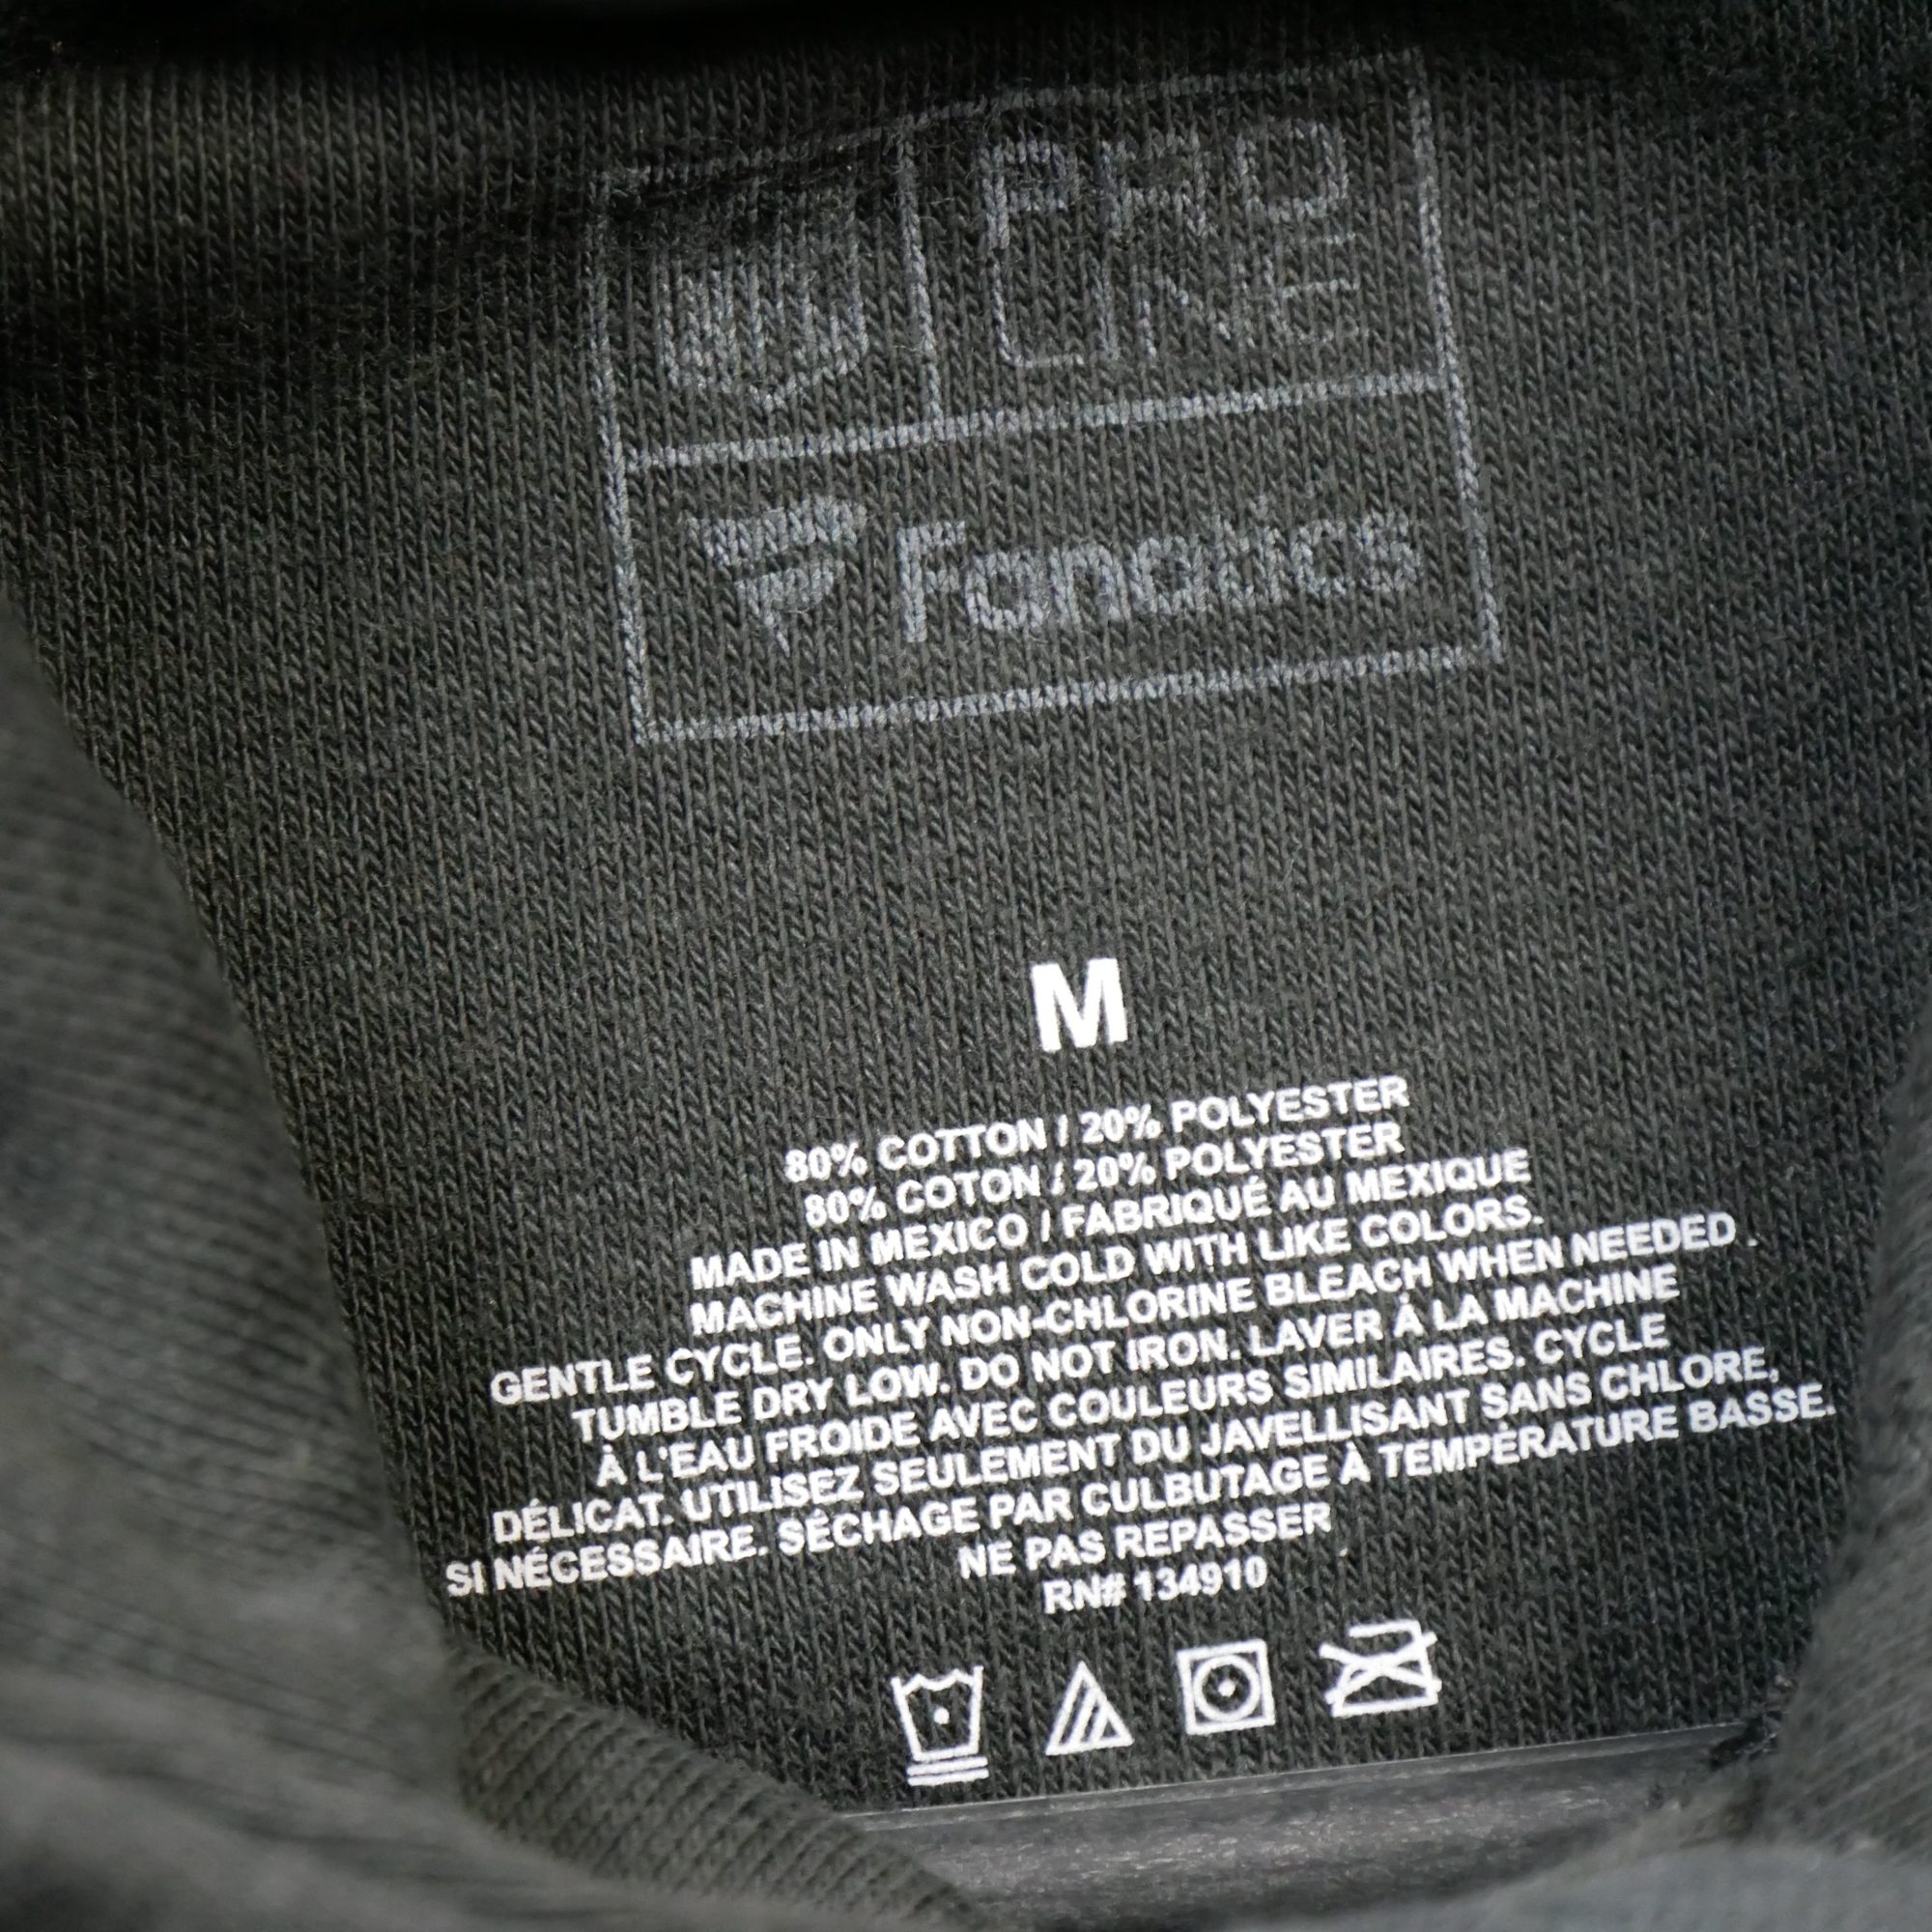 PRO
LINE
Fanatics
M
80% COTTON / 20% POLYESTER
80% COTON / 20% POLYESTER
MADE IN MEXICO / FABRIQUÉ AU MEXIQUE
MACHINE WASH COLD WITH LIKE COLORS.
GENTLE CYCLE. ONLY NON-CHLORINE BLEACH WHEN NEEDED .
TUMBLE DRY LOW. DO NOT IRON. LAVER À LA MACHINE
À L'EAU FROIDE AVEC COULEURS SIMILAIRES. CYCLE
DÉLICAT. UTILISEZ SEULEMENT DU JAVELLISANT SANS CHLORE,
SI NÉCESSAIRE. SÉCHAGE PAR CULBUTAGE À TEMPÉRATURE BASSE.
NE PAS REPASSER
RN# 134910